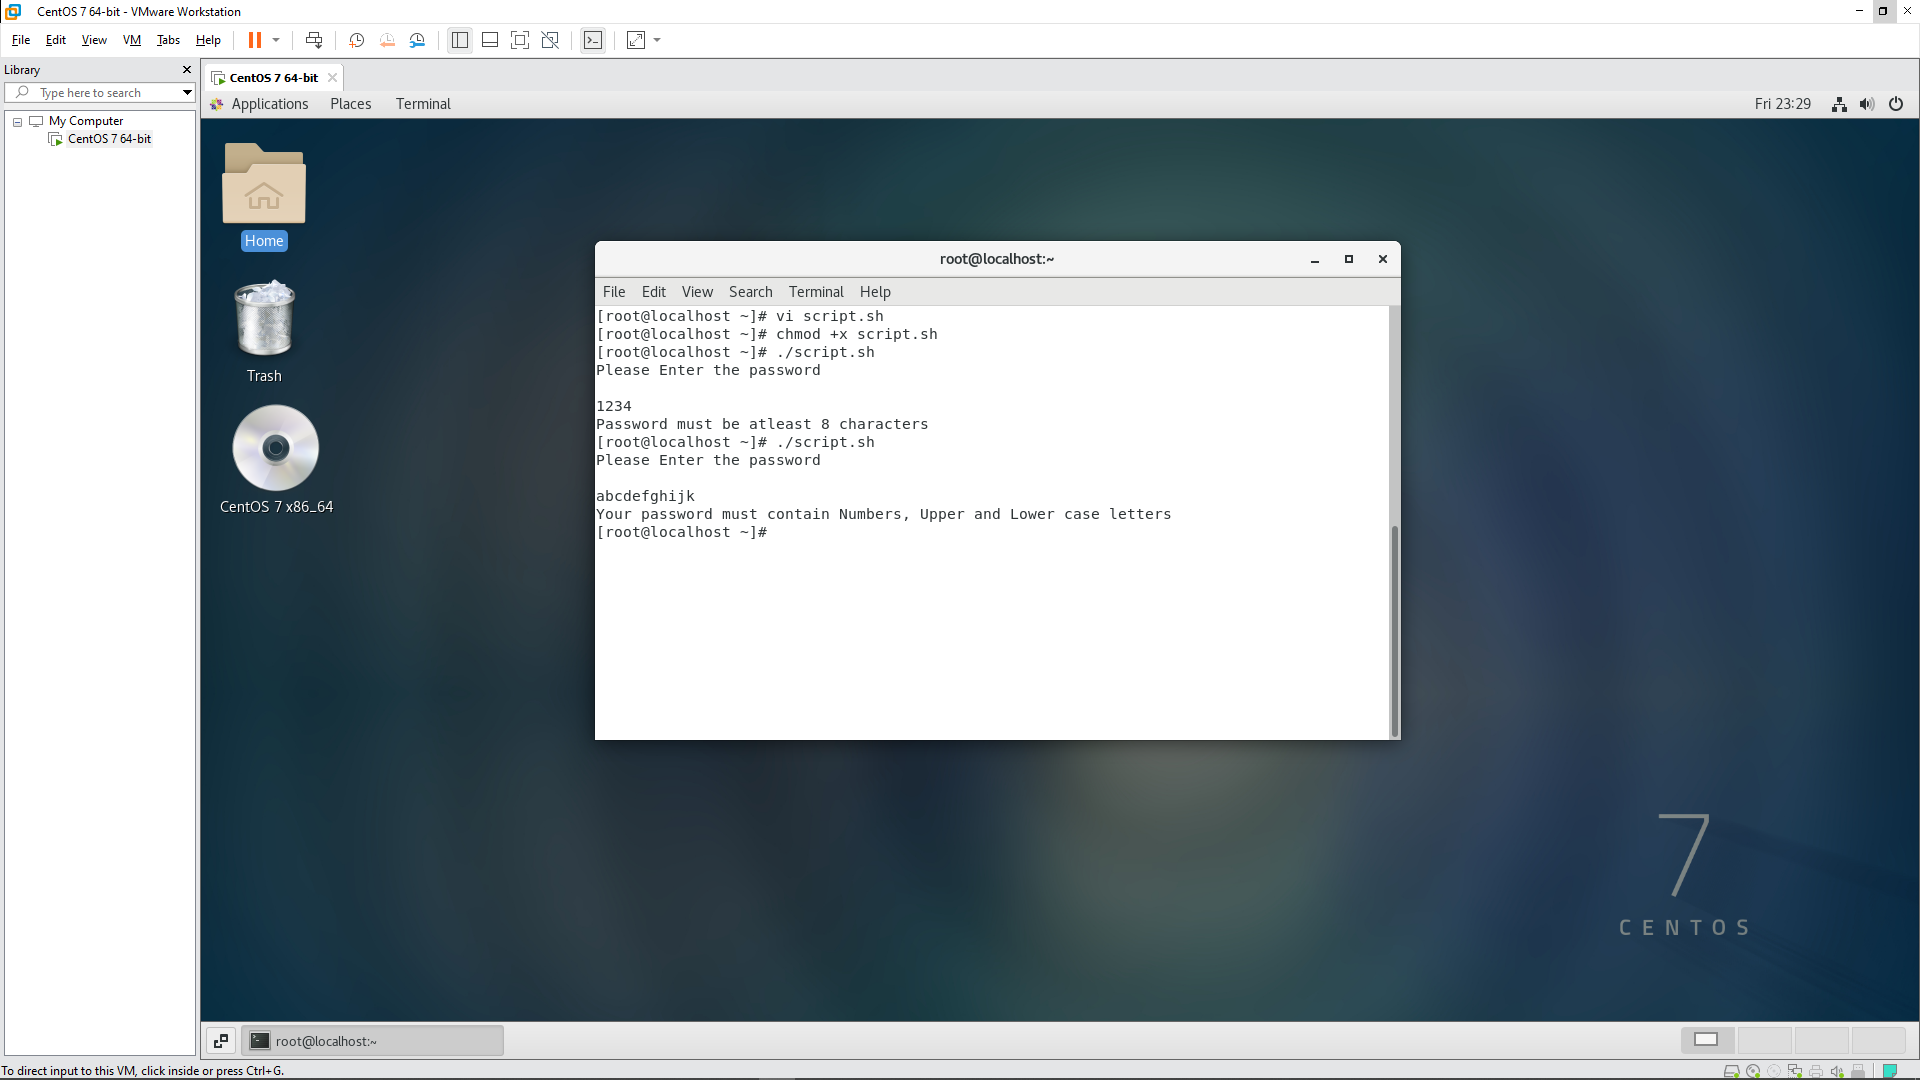 CentOS 7 64-bit - VMware Workstation
File Edit View VM Tabs Help
Library
Type here to search
My Computer
CentOS 7 64-bit
CentOS 7 64-bit
Applications Places Terminal Fri 23:29
Home
Trash
CentOS 7 x86_64
root@localhost:~
File Edit View Search Terminal Help
[root@localhost ~]# vi script.sh
[root@localhost ~]# chmod +x script.sh
[root@localhost ~]# ./script.sh
Please Enter the password
1234
Password must be atleast 8 characters
[root@localhost ~]# ./script.sh
Please Enter the password
abcdefghijk
Your password must contain Numbers, Upper and Lower case letters
[root@localhost ~]#
7
CENTOS
root@localhost:~
To direct input to this VM, click inside or press Ctrl+G.